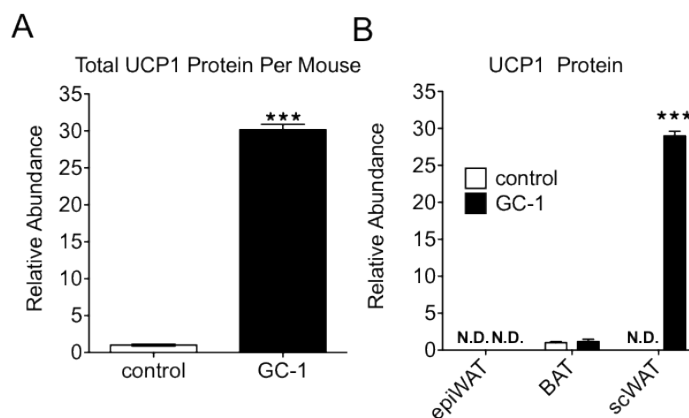 A
Total UCP1 Protein Per Mouse
Relative Abundance
35
30
25
20
15
10
5
0
***
control
GC-1
B
UCP1 Protein
Relative Abundance
35
30
25
20
15
10
5
0
***
control
GC-1
N.D. N.D.
N.D.
epiWAT
BAT
scWAT